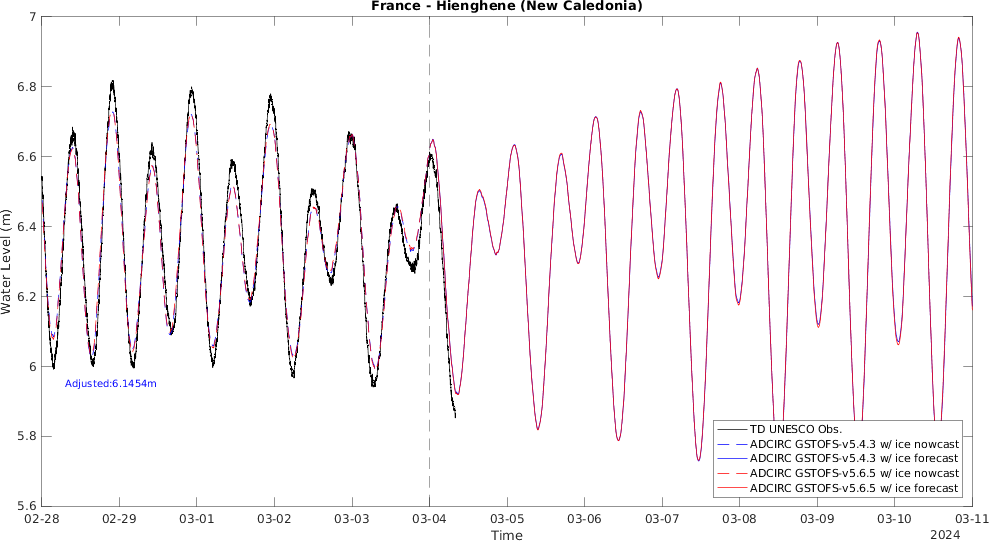 France - Hienghene (New Caledonia)
Water Level (m)
7
6.8
6.6
6.4
6.2
6
5.8
5.6
Adjusted:6.1454m
TD UNESCO Obs.
ADCIRC GSTOFS-v5.4.3 w/ ice nowcast
ADCIRC GSTOFS-v5.4.3 w/ ice forecast
ADCIRC GSTOFS-v5.6.5 w/ ice nowcast
ADCIRC GSTOFS-v5.6.5 w/ ice forecast
02-28 02-29 03-01 03-02 03-03 03-04 03-05 03-06 03-07 03-08 03-09 03-10 03-11
Time
2024